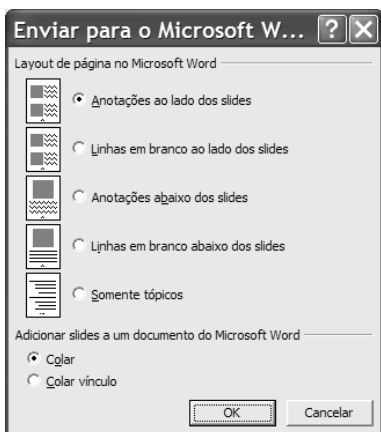 Enviar para o Microsoft W...
Layout de página no Microsoft Word
Anotações ao lado dos slides
Linhas em branco ao lado dos slides
Anotações abaixo dos slides
Linhas em branco abaixo dos slides
Somente tópicos
Adicionar slides a um documento do Microsoft Word
Colar
Colar vínculo
OK Cancelar